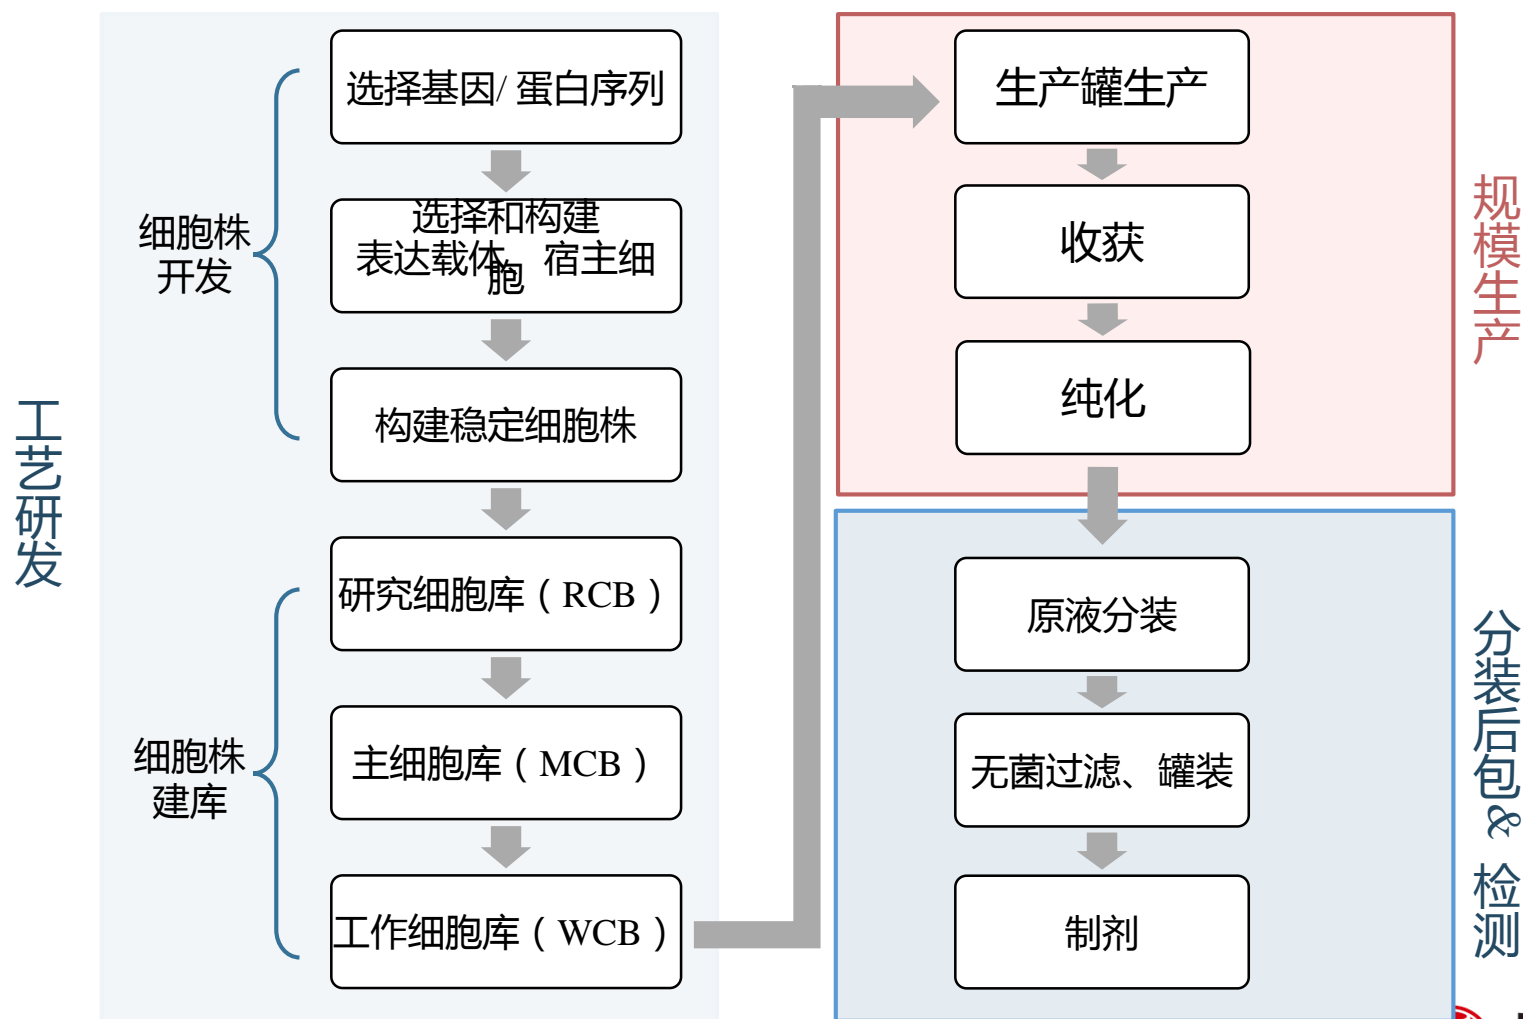 工艺研发
细胞株
开发
选择基因/ 蛋白序列
选择和构建
表达载体、 宿主细
胞
构建稳定细胞株
细胞株
建库
研究细胞库（RCB）
主细胞库（MCB）
工作细胞库（WCB）
规模生产
生产罐生产
收获
纯化
分装后包& 检测
原液分装
无菌过滤、罐装
制剂